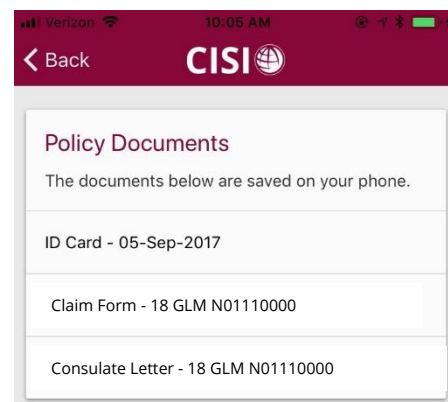 Verizon 10:05 AM
Back CISI
Policy Documents
The documents below are saved on your phone.
ID Card - 05-Sep-2017
Claim Form - 18 GLM N01110000
Consulate Letter - 18 GLM N01110000